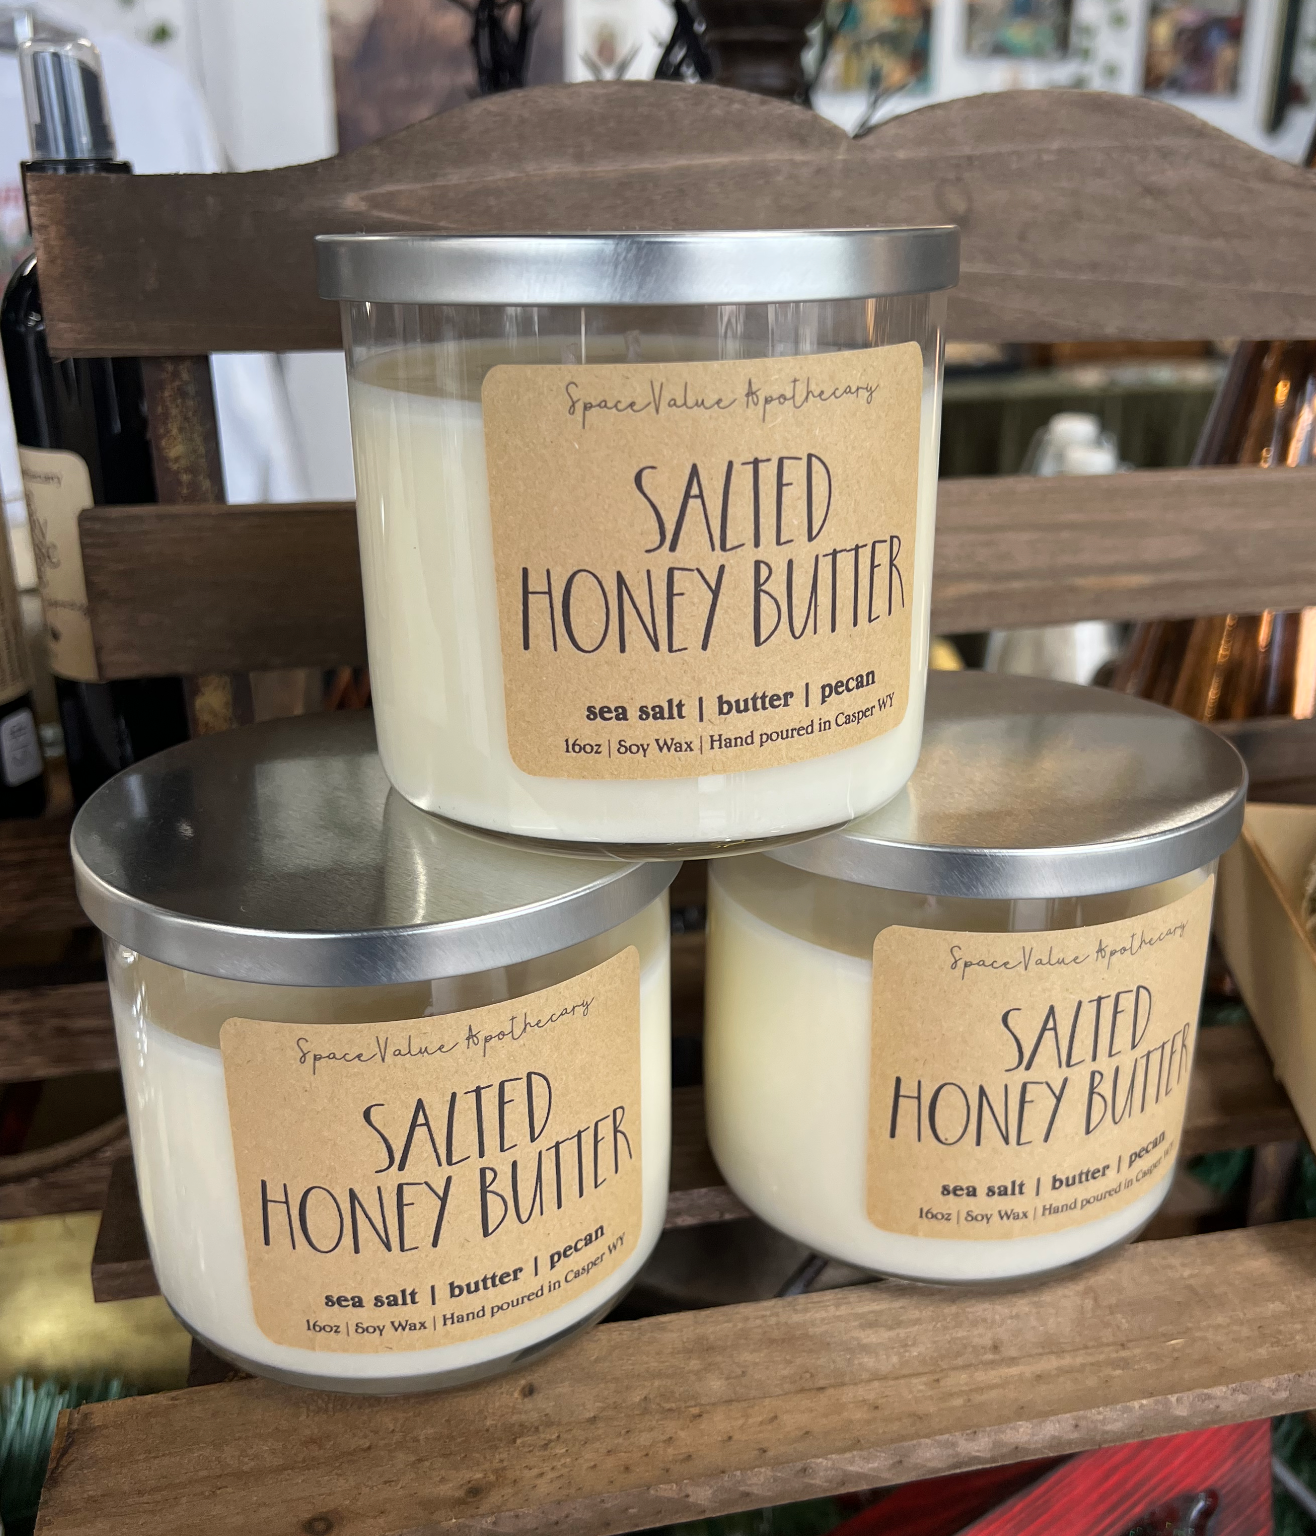 SpaceValue Apothecary
SALTED
HONEY BUTTER
sea salt | butter | pecan
16oz | Soy Wax | Hand poured in Casper WY
SpaceValue Apothecary
SALTED
HONEY BUTTER
sea salt | butter | pecan
16oz | Soy Wax | Hand poured in Casper WY
SpaceValue Apothecary
SALTED
HONEY BUTTER
sea salt | butter | pecan
16oz | Soy Wax | Hand poured in Casper WY